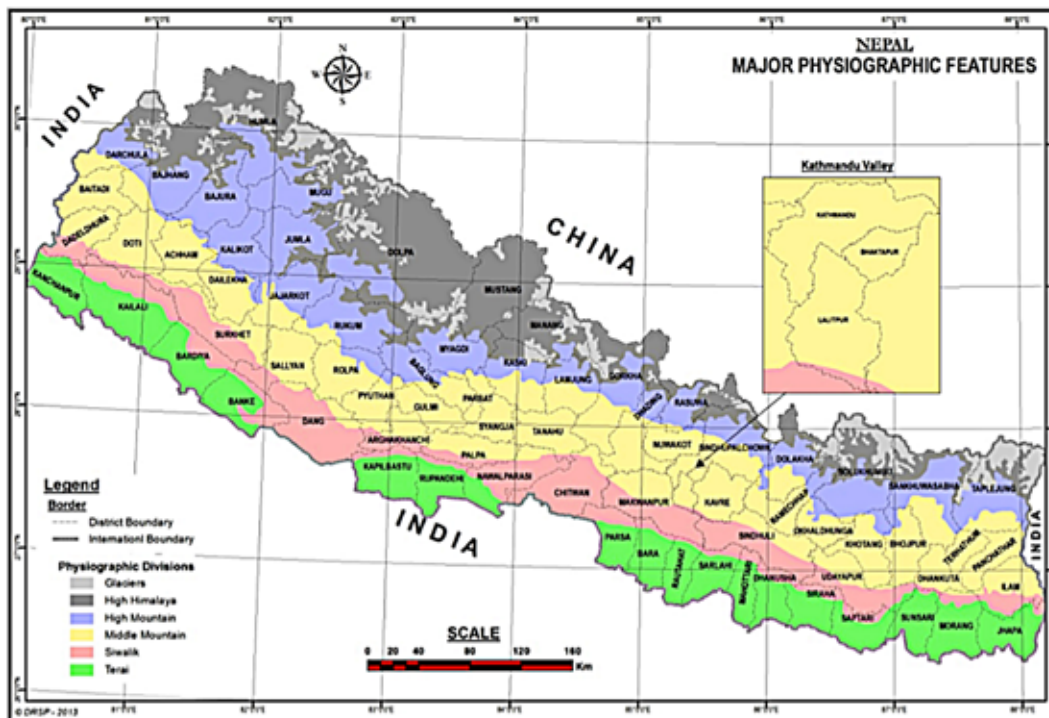 NEPAL
MAJOR PHYSIOGRAPHIC FEATURES
N
W E
S
INDIA
CHINA
INDIA
INDIA
Kathmandu Valley
KATHMANDU
BHAKTAPUR
LALITPUR
HUMLA
DARCHULA
BAJHANG
BAITADI
BAJURA
MUGU
DADELDHURA
DOTI
ACHHAM
KALIKOT
JUMLA
DOLPA
KANCHANPUR
KAILALI
DAILEKHA
JAJARKOT
MUSTANG
BARDIYA
SURKHET
RUKUM
MYAGDI
MANANG
BANKE
SALLYAN
ROLPA
BAGLUNG
KASKI
LAMJUNG
GORKHA
DANG
PYUTHAN
GULMI
PARBAT
SYANGJA
TANAHU
DHADING
RASUWA
ARGHAKHANCHI
PALPA
NUWAKOT
SINDHUPALCHOWK
DOLAKHA
SOLUKHUMBU
SANKHUWASABHA
TAPLEJUNG
KAPILBASTU
RUPANDEHI
NAWALPARASI
CHITWAN
MAKWANPUR
KAVRE
RAMECHHAP
OKHALDHUNGA
KHOTANG
BHOJPUR
TERHATHUM
PANCHATHAR
PARSA
BARA
RAUTAHAT
SARLAHI
MAHOTTARI
DHANUSHA
SINDHULI
SIRAHA
UDAYAPUR
SAPTARI
DHANKUTA
ILAM
SUNSARI
MORANG
JHAPA
Legend
Border
District Boundary
Internationl Boundary
Physiographic Divisions
Glaciers
High Himalaya
High Mountain
Middle Mountain
Siwalik
Terai
SCALE
0 20 40 80 120 160
Km
© DRSP - 2013